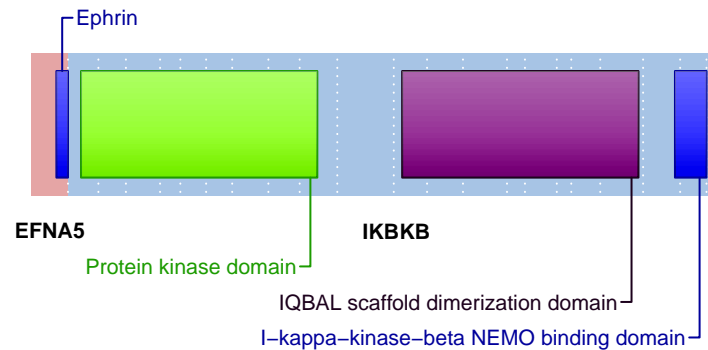 Ephrin
EFNA5
IKBKB
Protein kinase domain
IQBAL scaffold dimerization domain
I−kappa−kinase−beta NEMO binding domain